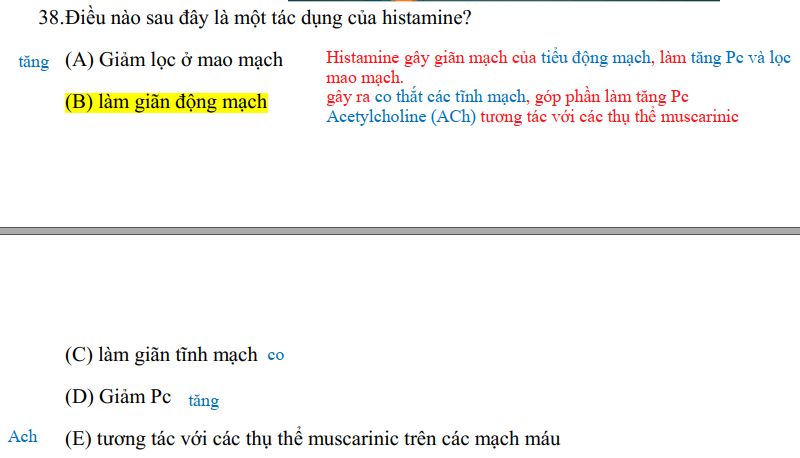 38.Điều nào sau đây là một tác dụng của histamine?
tăng (A) Giảm lọc ở mao mạch
Histamine gây giãn mạch của tiểu động mạch, làm tăng Pc và lọc
mao mạch.
(B) làm giãn động mạch
gây ra co thắt các tĩnh mạch, góp phần làm tăng Pc
Acetylcholine (ACh) tương tác với các thụ thể muscarinic
(C) làm giãn tĩnh mạch co
(D) Giảm Pc tăng
Ach (E) tương tác với các thụ thể muscarinic trên các mạch máu